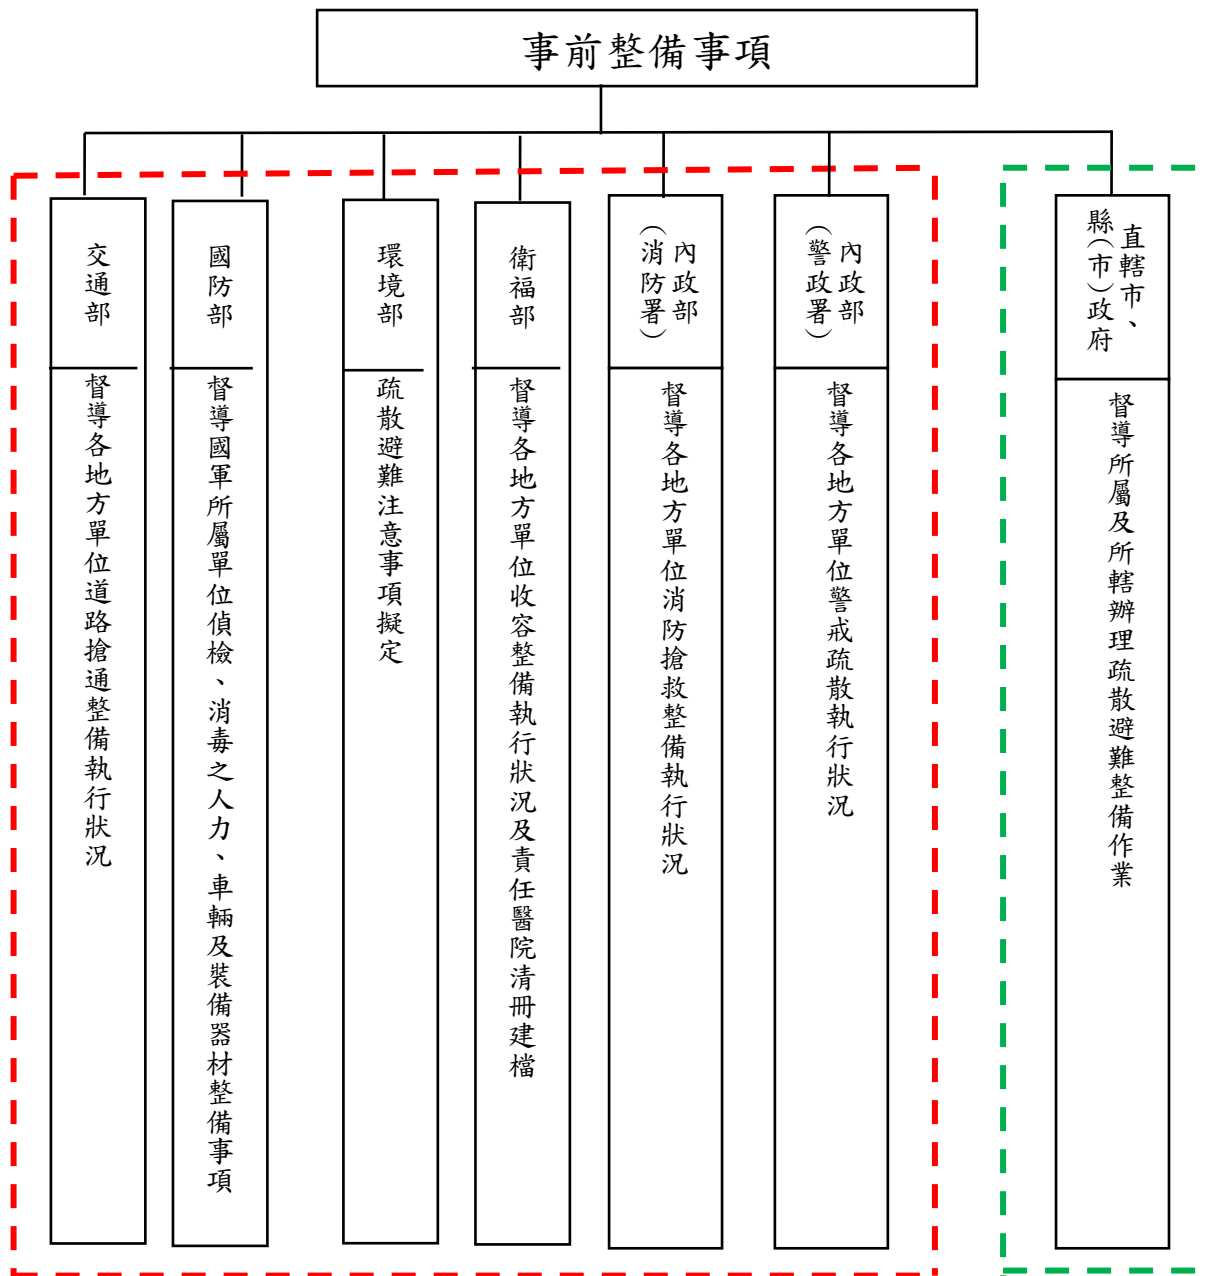 事前整備事項
交通部
督導各地方單位道路搶通整備執行狀況
國防部
督導國軍所屬單位偵檢、消毒之人力、車輛及裝備器材整備事項
環境部
疏散避難注意事項擬定
衛福部
督導各地方單位收容整備執行狀況及責任醫院清冊建檔
內政部
（消防署）
督導各地方單位消防搶救整備執行狀況
內政部
（警政署）
督導各地方單位警戒疏散執行狀況
直轄市、
縣（市）政府
督導所屬及所轄辦理疏散避難整備作業